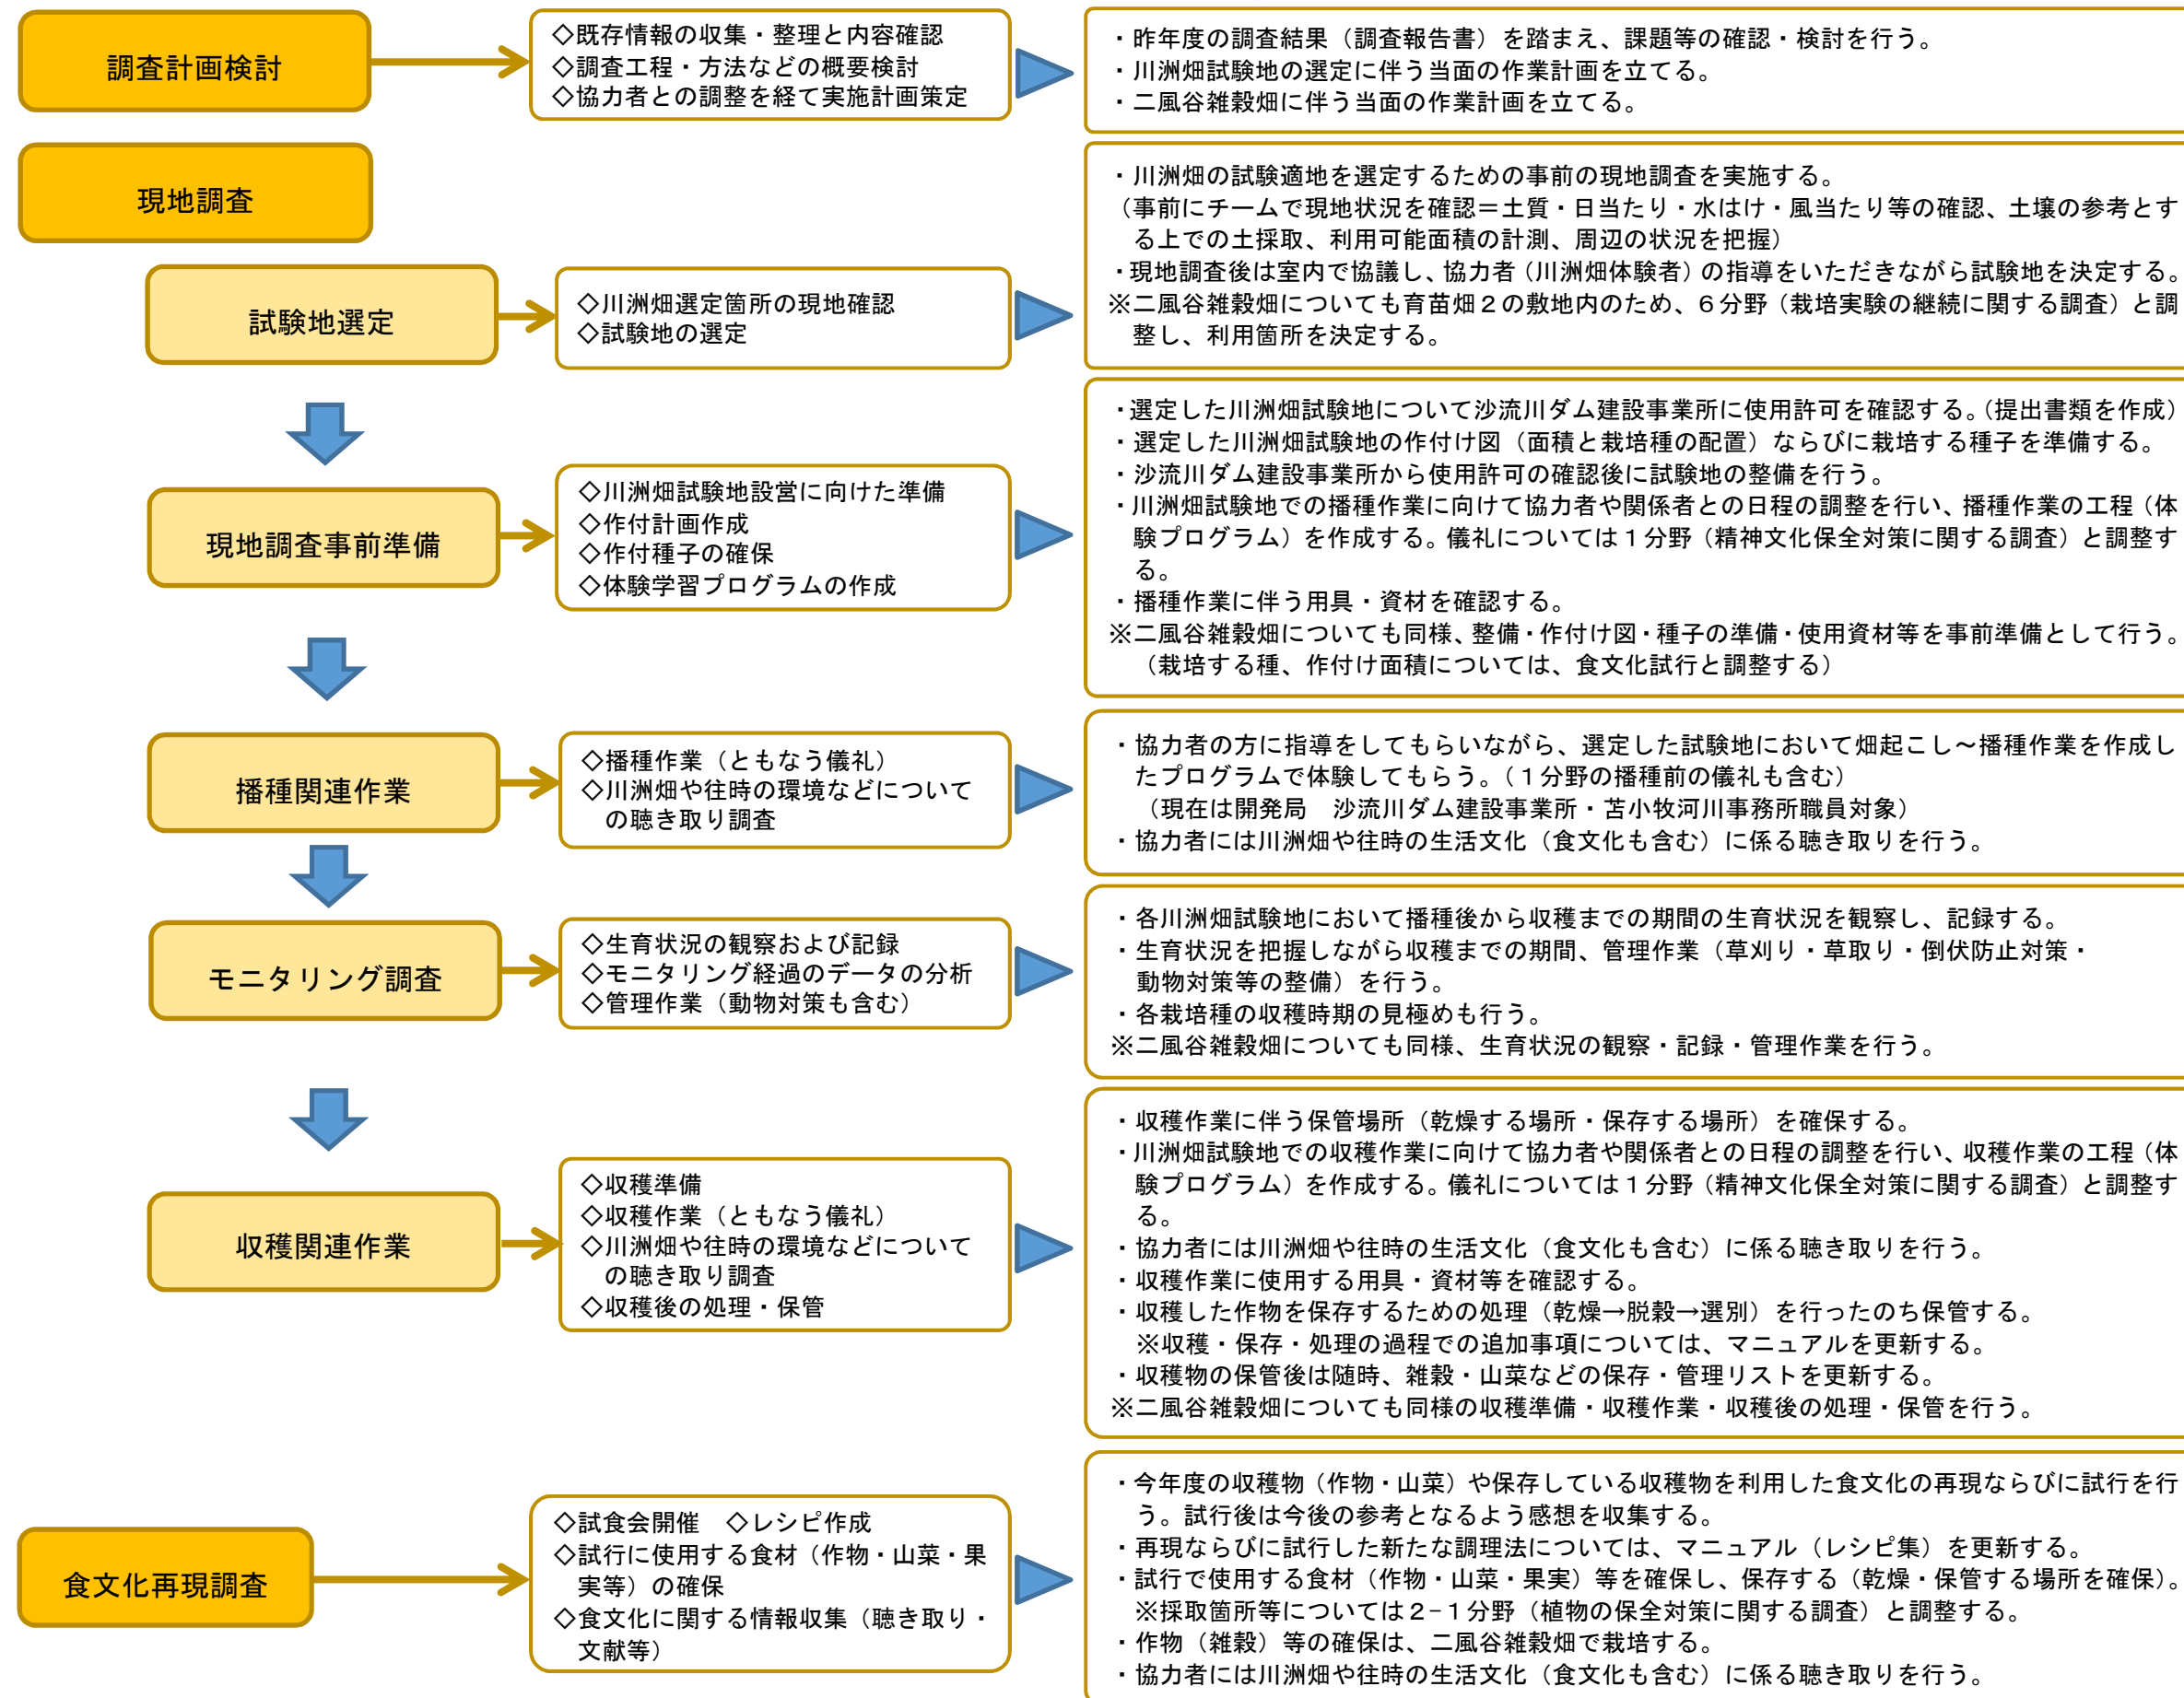 調査計画検討
◇既存情報の収集・整理と内容確認
◇調査工程・方法などの概要検討
◇協力者との調整を経て実施計画策定
・昨年度の調査結果（調査報告書）を踏まえ、課題等の確認・検討を行う。
・川洲畑試験地の選定に伴う当面の作業計画を立てる。
・二風谷雑穀畑に伴う当面の作業計画を立てる。
現地調査
試験地選定
◇川洲畑選定箇所の現地確認
◇試験地の選定
・川洲畑の試験適地を選定するための事前の現地調査を実施する。
（事前にチームで現地状況を確認＝土質・日当たり・水はけ・風当たり等の確認、土壌の参考とす
る上での土採取、利用可能面積の計測、周辺の状況を把握）
・現地調査後は室内で協議し、協力者（川洲畑体験者）の指導をいただきながら試験地を決定する。
※二風谷雑穀畑についても育苗畑２の敷地内のため、６分野（栽培実験の継続に関する調査）と調
整し、利用箇所を決定する。
現地調査事前準備
◇川洲畑試験地設営に向けた準備
◇作付計画作成
◇作付種子の確保
◇体験学習プログラムの作成
・選定した川洲畑試験地について沙流川ダム建設事業所に使用許可を確認する。（提出書類を作成）
・選定した川洲畑試験地の作付け図（面積と栽培種の配置）ならびに栽培する種子を準備する。
・沙流川ダム建設事業所から使用許可の確認後に試験地の整備を行う。
・川洲畑試験地での播種作業に向けて協力者や関係者との日程の調整を行い、播種作業の工程（体
験プログラム）を作成する。儀礼については１分野（精神文化保全対策に関する調査）と調整す
る。
・播種作業に伴う用具・資材を確認する。
※二風谷雑穀畑についても同様、整備・作付け図・種子の準備・使用資材等を事前準備として行う。
（栽培する種、作付け面積については、食文化試行と調整する）
播種関連作業
◇播種作業（ともなう儀礼）
◇川洲畑や往時の環境などについて
の聴き取り調査
・協力者の方に指導をしてもらいながら、選定した試験地において畑起こし～播種作業を作成し
たプログラムで体験してもらう。（１分野の播種前の儀礼も含む）
（現在は開発局　沙流川ダム建設事業所・苫小牧河川事務所職員対象）
・協力者には川洲畑や往時の生活文化（食文化も含む）に係る聴き取りを行う。
モニタリング調査
◇生育状況の観察および記録
◇モニタリング経過のデータの分析
◇管理作業（動物対策も含む）
・各川洲畑試験地において播種後から収穫までの期間の生育状況を観察し、記録する。
・生育状況を把握しながら収穫までの期間、管理作業（草刈り・草取り・倒伏防止対策・
動物対策等の整備）を行う。
・各栽培種の収穫時期の見極めも行う。
※二風谷雑穀畑についても同様、生育状況の観察・記録・管理作業を行う。
収穫関連作業
◇収穫準備
◇収穫作業（ともなう儀礼）
◇川洲畑や往時の環境などについて
の聴き取り調査
◇収穫後の処理・保管
・収穫作業に伴う保管場所（乾燥する場所・保存する場所）を確保する。
・川洲畑試験地での収穫作業に向けて協力者や関係者との日程の調整を行い、収穫作業の工程（体
験プログラム）を作成する。儀礼については１分野（精神文化保全対策に関する調査）と調整す
る。
・協力者には川洲畑や往時の生活文化（食文化も含む）に係る聴き取りを行う。
・収穫作業に使用する用具・資材等を確認する。
・収穫した作物を保存するための処理（乾燥→脱穀→選別）を行ったのち保管する。
※収穫・保存・処理の過程での追加事項については、マニュアルを更新する。
・収穫物の保管後は随時、雑穀・山菜などの保存・管理リストを更新する。
※二風谷雑穀畑についても同様の収穫準備・収穫作業・収穫後の処理・保管を行う。
食文化再現調査
◇試食会開催　◇レシピ作成
◇試行に使用する食材（作物・山菜・果
実等）の確保
◇食文化に関する情報収集（聴き取り・
文献等）
・今年度の収穫物（作物・山菜）や保存している収穫物を利用した食文化の再現ならびに試行を行
う。試行後は今後の参考となるよう感想を収集する。
・再現ならびに試行した新たな調理法については、マニュアル（レシピ集）を更新する。
・試行で使用する食材（作物・山菜・果実）等を確保し、保存する（乾燥・保管する場所を確保）。
※採取箇所等については２−１分野（植物の保全対策に関する調査）と調整する。
・作物（雑穀）等の確保は、二風谷雑穀畑で栽培する。
・協力者には川洲畑や往時の生活文化（食文化も含む）に係る聴き取りを行う。